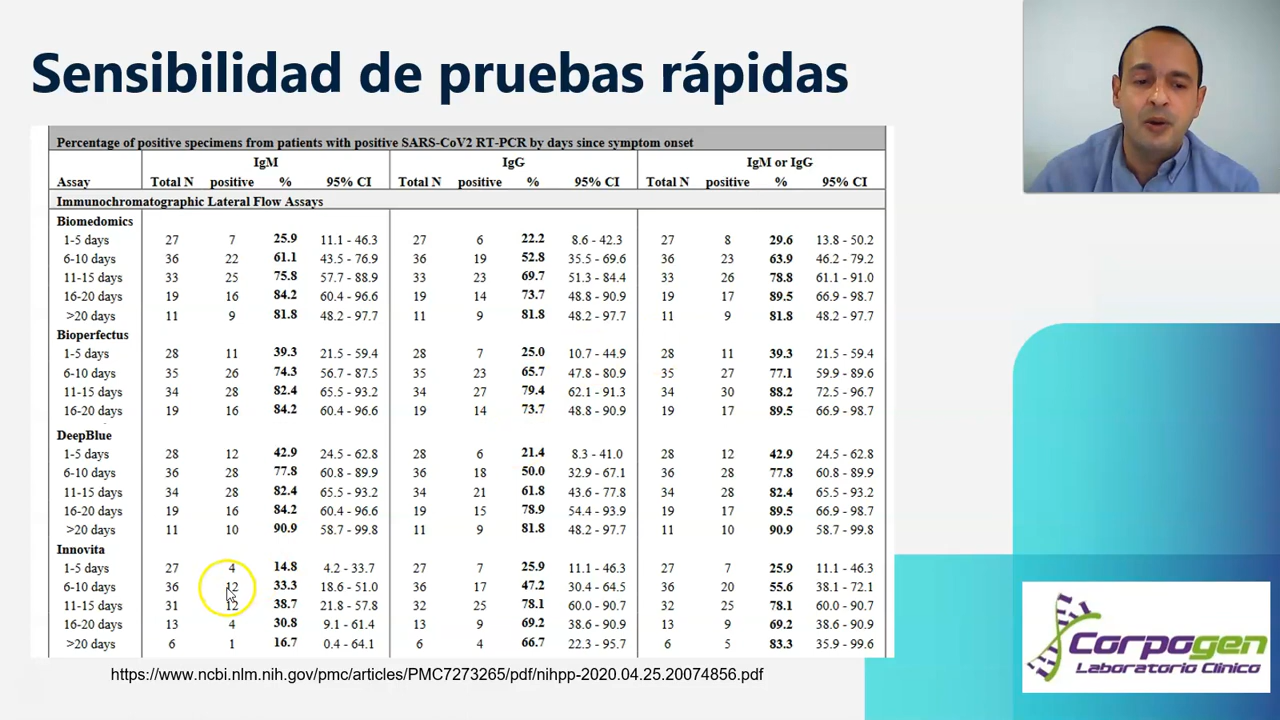 Sensibilidad de pruebas rápidas
Percentage of positive specimens from patients with positive SARS-CoV2 RT-PCR by days since symptom onset
IgM IgG IgM or IgG
Assay Total N positive % 95% CI Total N positive % 95% CI Total N positive % 95% CI
Immunochromatographic Lateral Flow Assays
Biomedomics
1-5 days 27 7 25.9 11.1 - 46.3 27 6 22.2 8.6 - 42.3 27 8 29.6 13.8 - 50.2
6-10 days 36 22 61.1 43.5 - 76.9 36 19 52.8 35.5 - 69.6 36 23 63.9 46.2 - 79.2
11-15 days 33 25 75.8 57.7 - 88.9 33 23 69.7 51.3 - 84.4 33 26 78.8 61.1 - 91.0
16-20 days 19 16 84.2 60.4 - 96.6 19 14 73.7 48.8 - 90.9 19 17 89.5 66.9 - 98.7
>20 days 11 9 81.8 48.2 - 97.7 11 9 81.8 48.2 - 97.7 11 9 81.8 48.2 - 97.7
Bioperfectus
1-5 days 28 11 39.3 21.5 - 59.4 28 7 25.0 10.7 - 44.9 28 11 39.3 21.5 - 59.4
6-10 days 35 26 74.3 56.7 - 87.5 35 23 65.7 47.8 - 80.9 35 27 77.1 59.9 - 89.6
11-15 days 34 28 82.4 65.5 - 93.2 34 27 79.4 62.1 - 91.3 34 30 88.2 72.5 - 96.7
16-20 days 19 16 84.2 60.4 - 96.6 19 14 73.7 48.8 - 90.9 19 17 89.5 66.9 - 98.7
DeepBlue
1-5 days 28 12 42.9 24.5 - 62.8 28 6 21.4 8.3 - 41.0 28 12 42.9 24.5 - 62.8
6-10 days 36 28 77.8 60.8 - 89.9 36 18 50.0 32.9 - 67.1 36 28 77.8 60.8 - 89.9
11-15 days 34 28 82.4 65.5 - 93.2 34 21 61.8 43.6 - 77.8 34 28 82.4 65.5 - 93.2
16-20 days 19 16 84.2 60.4 - 96.6 19 15 78.9 54.4 - 93.9 19 17 89.5 66.9 - 98.7
>20 days 11 10 90.9 58.7 - 99.8 11 9 81.8 48.2 - 97.7 11 10 90.9 58.7 - 99.8
Innovita
1-5 days 27 4 14.8 4.2 - 33.7 27 7 25.9 11.1 - 46.3 27 7 25.9 11.1 - 46.3
6-10 days 36 12 33.3 18.6 - 51.0 36 17 47.2 30.4 - 64.5 36 20 55.6 38.1 - 72.1
11-15 days 31 12 38.7 21.8 - 57.8 32 25 78.1 60.0 - 90.7 32 25 78.1 60.0 - 90.7
16-20 days 13 4 30.8 9.1 - 61.4 13 9 69.2 38.6 - 90.9 13 9 69.2 38.6 - 90.9
>20 days 6 1 16.7 0.4 - 64.1 6 4 66.7 22.3 - 95.7 6 5 83.3 35.9 - 99.6
https://www.ncbi.nlm.nih.gov/pmc/articles/PMC7273265/pdf/nihpp-2020.04.25.20074856.pdf
Corpogen
Laboratorio Clínico